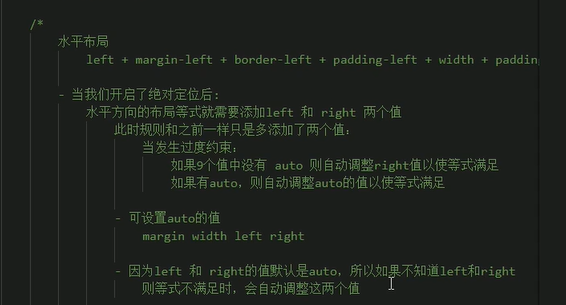 /*
水平布局
left + margin-left + border-left + padding-left + width + paddin
- 当我们开启了绝对定位后:
水平方向的布局等式就需要添加left 和 right 两个值
此时规则和之前一样只是多添加了两个值:
当发生过度约束:
如果9个值中没有 auto 则自动调整right值以使等式满足
如果有auto,则自动调整auto的值以使等式满足
- 可设置auto的值
margin width left right
- 因为left 和 right的值默认是auto,所以如果不知道left和right
则等式不满足时,会自动调整这两个值